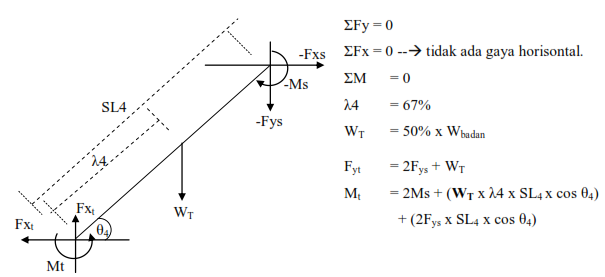 -Fxs
-Ms
-Fys
SL4
λ4
WT
Fxt
Fxt
θ4
Mt
ΣFy = 0
ΣFx = 0 --→ tidak ada gaya horisontal.
ΣM = 0
λ4 = 67%
WT = 50% x Wbadan
Fyt = 2Fys + WT
Mt = 2Ms + (WT x λ4 x SL4 x cos θ4)
+ (2Fys x SL4 x cos θ4)